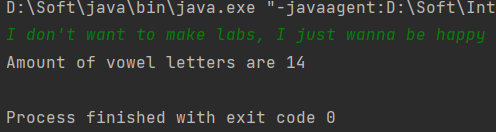 D:\Soft\java\bin\java.exe "-javaagent:D:\Soft\Int
I don't want to make labs, I just wanna be happy
Amount of vowel letters are 14
Process finished with exit code 0